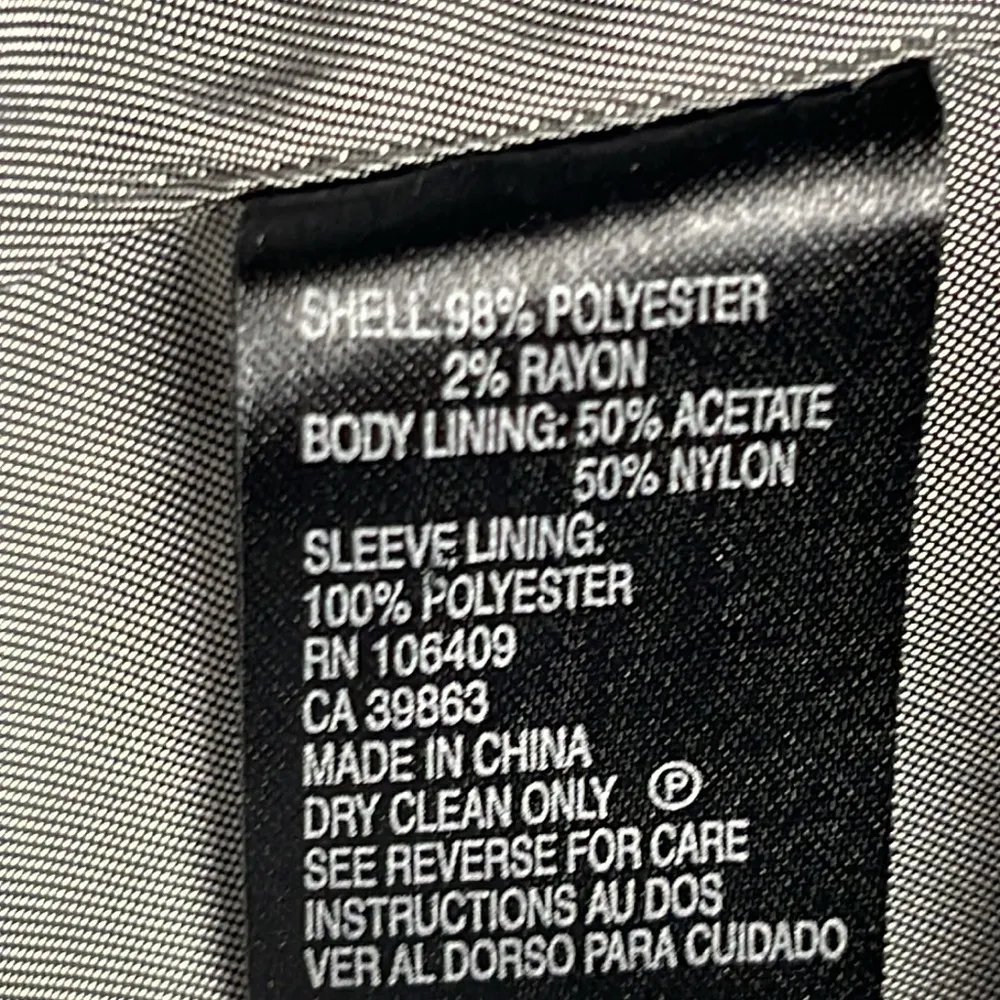 SHELL: 98% POLYESTER
2% RAYON
BODY LINING: 50% ACETATE
50% NYLON
SLEEVE LINING:
100% POLYESTER
RN 106409
CA 39863
MADE IN CHINA
DRY CLEAN ONLY Ⓟ
SEE REVERSE FOR CARE
INSTRUCTIONS AU DOS
VER AL DORSO PARA CUIDADO